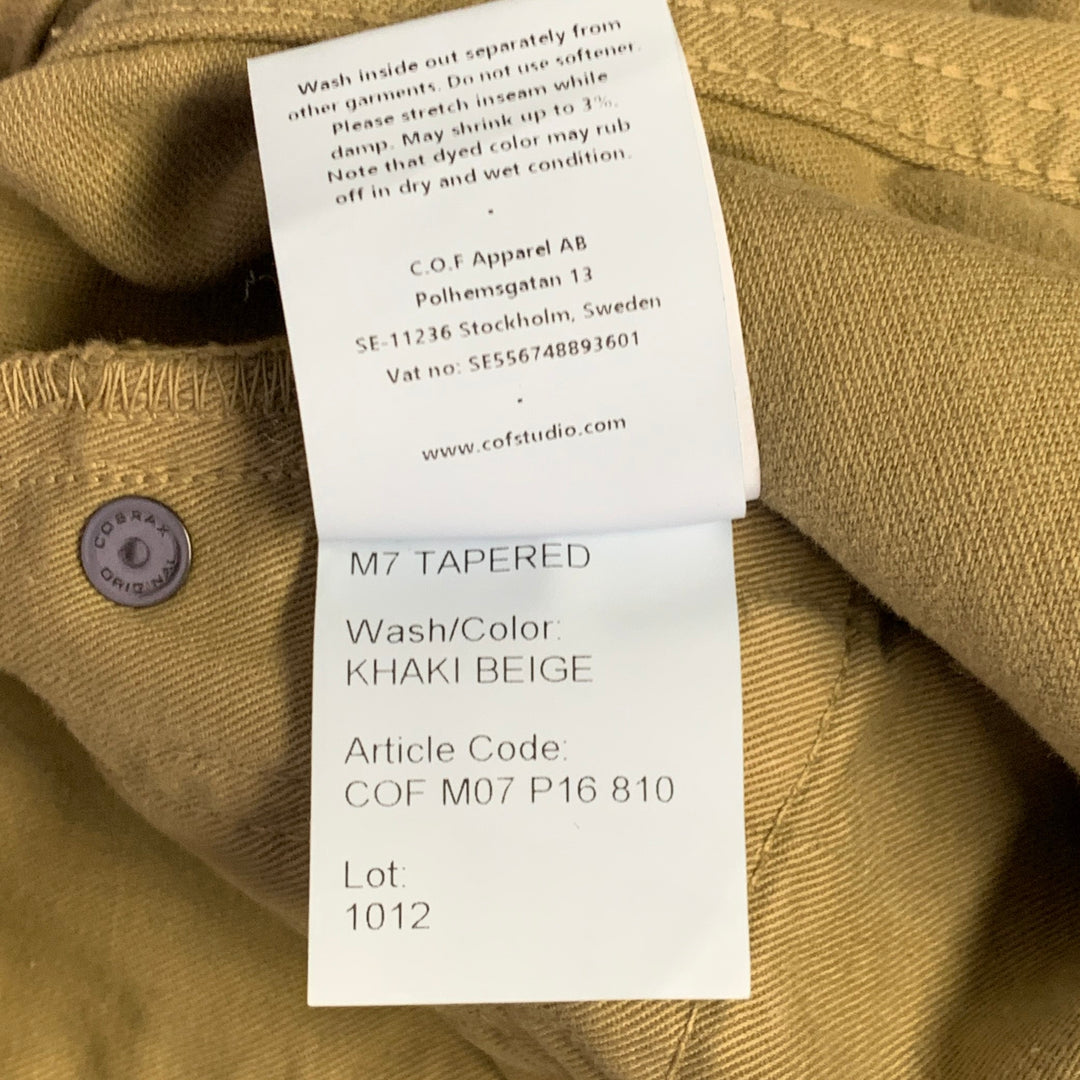 Wash inside out separately from
other garments. Do not use softener.
Please stretch inseam while
damp. May shrink up to 3%.
Note that dyed color may rub
off in dry and wet condition.
C.O.F Apparel AB
Polhemsgatan 13
SE-11236 Stockholm, Sweden
Vat no: SE556748893601
www.cofstudio.com
COBRAX
ORIGINAL
M7 TAPERED
Wash/Color:
KHAKI BEIGE
Article Code:
COF M07 P16 810
Lot:
1012